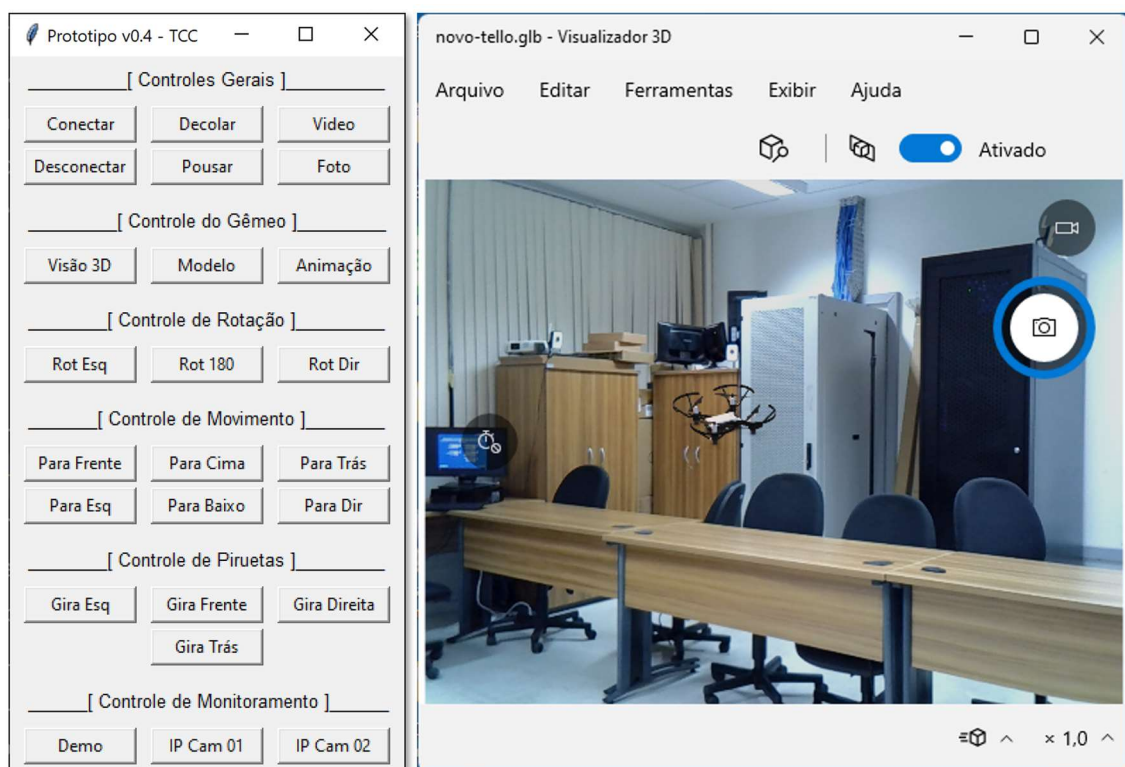 Prototipo v0.4 - TCC
[ Controles Gerais ]
Conectar Decolar Video
Desconectar Pousar Foto
[ Controle do Gêmeo ]
Visão 3D Modelo Animação
[ Controle de Rotação ]
Rot Esq Rot 180 Rot Dir
[ Controle de Movimento ]
Para Frente Para Cima Para Trás
Para Esq Para Baixo Para Dir
[ Controle de Piruetas ]
Gira Esq Gira Frente Gira Direita
Gira Trás
[ Controle de Monitoramento ]
Demo IP Cam 01 IP Cam 02
novo-tello.glb - Visualizador 3D
Arquivo Editar Ferramentas Exibir Ajuda
Ativado
× 1,0